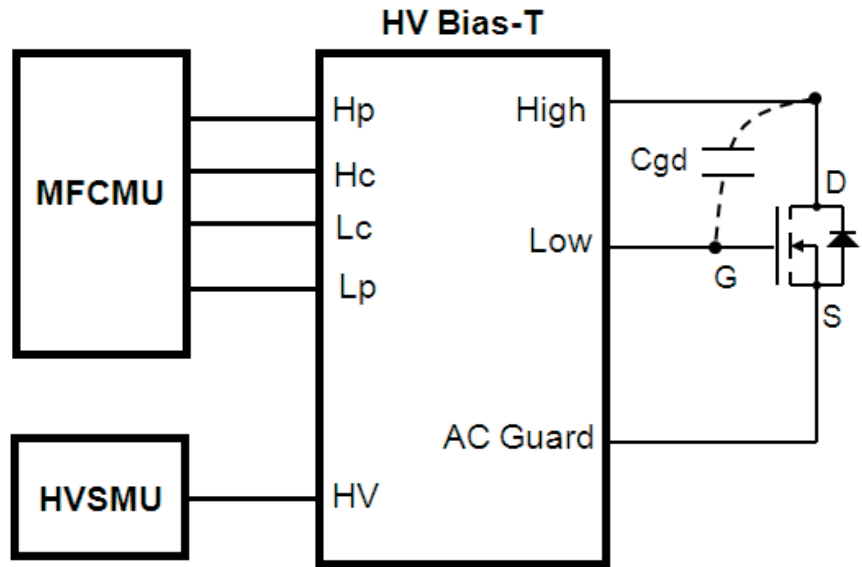 HV Bias-T
MFCMU
Hp
Hc
Lc
Lp
High
Low
AC Guard
Cgd
D
G
S
HVSMU
HV